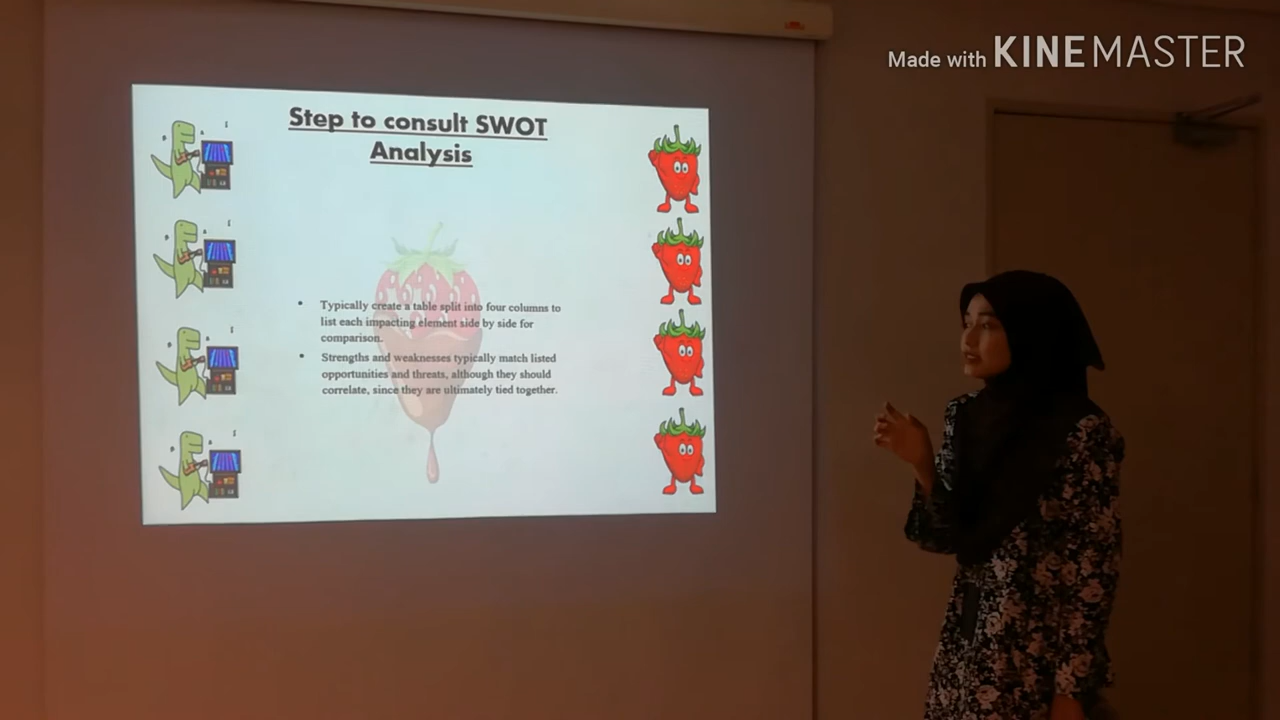 Made with KINEMASTER
Step to consult SWOT
Analysis
• Typically create a table split into four columns to
list each impacting element side by side for
comparison.
• Strengths and weaknesses typically match listed
opportunities and threats, although they should
correlate, since they are ultimately tied together.